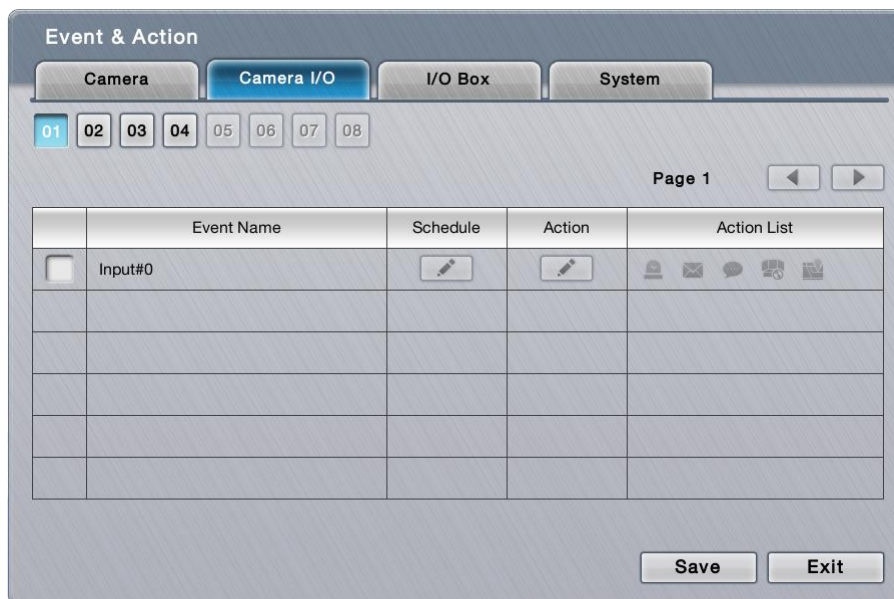 Event & Action
Camera Camera I/O I/O Box System
01 02 03 04 05 06 07 08
Page 1
Event Name Schedule Action Action List
Input#0
Save Exit